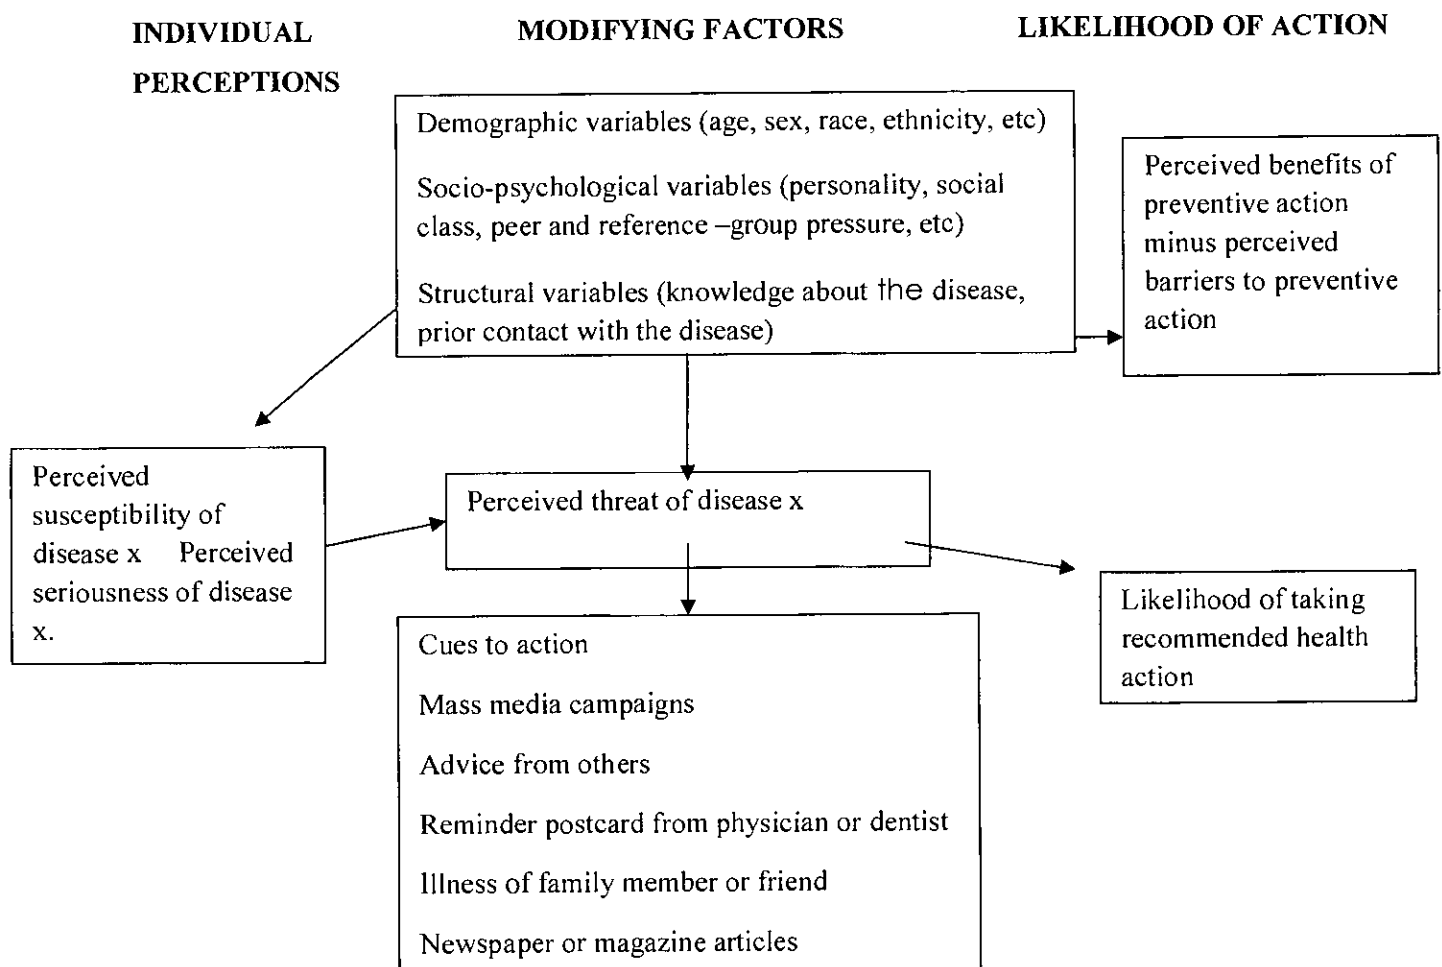 INDIVIDUAL
PERCEPTIONS
MODIFYING FACTORS
LIKELIHOOD OF ACTION
Demographic variables (age, sex, race, ethnicity, etc)
Socio-psychological variables (personality, social
class, peer and reference –group pressure, etc)
Structural variables (knowledge about the disease,
prior contact with the disease)
Perceived benefits of
preventive action
minus perceived
barriers to preventive
action
Perceived
susceptibility of
disease x Perceived
seriousness of disease
x.
Perceived threat of disease x
Likelihood of taking
recommended health
action
Cues to action
Mass media campaigns
Advice from others
Reminder postcard from physician or dentist
Illness of family member or friend
Newspaper or magazine articles